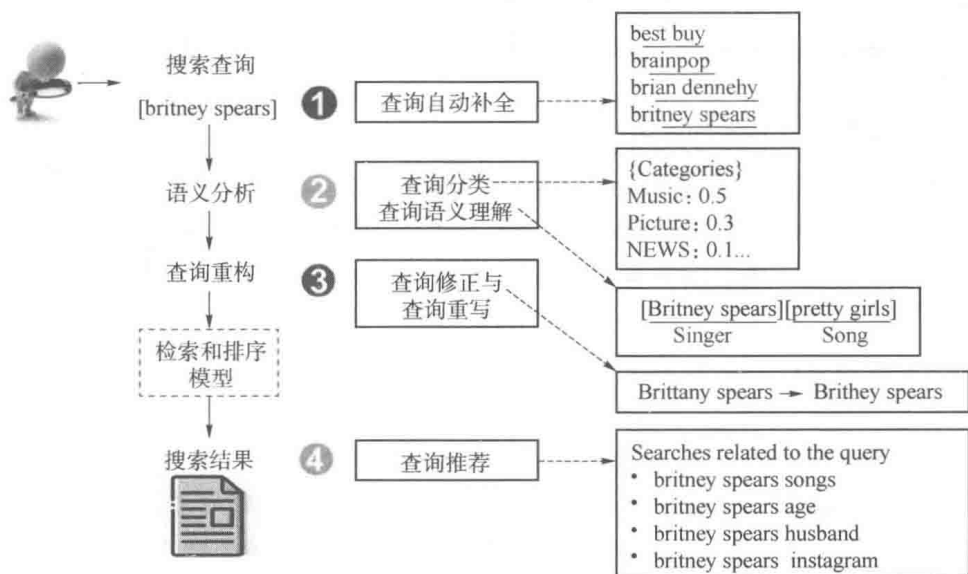 搜索查询
[britney spears]
1
查询自动补全
best buy
brainpop
brian dennehy
britney spears
语义分析
2
查询分类
查询语义理解
{Categories}
Music: 0.5
Picture: 0.3
NEWS: 0.1...
[Britney spears][pretty girls]
Singer Song
查询重构
3
查询修正与
查询重写
Brittany spears → Brithey spears
检索和排序
模型
搜索结果
4
查询推荐
Searches related to the query
• britney spears songs
• britney spears age
• britney spears husband
• britney spears instagram